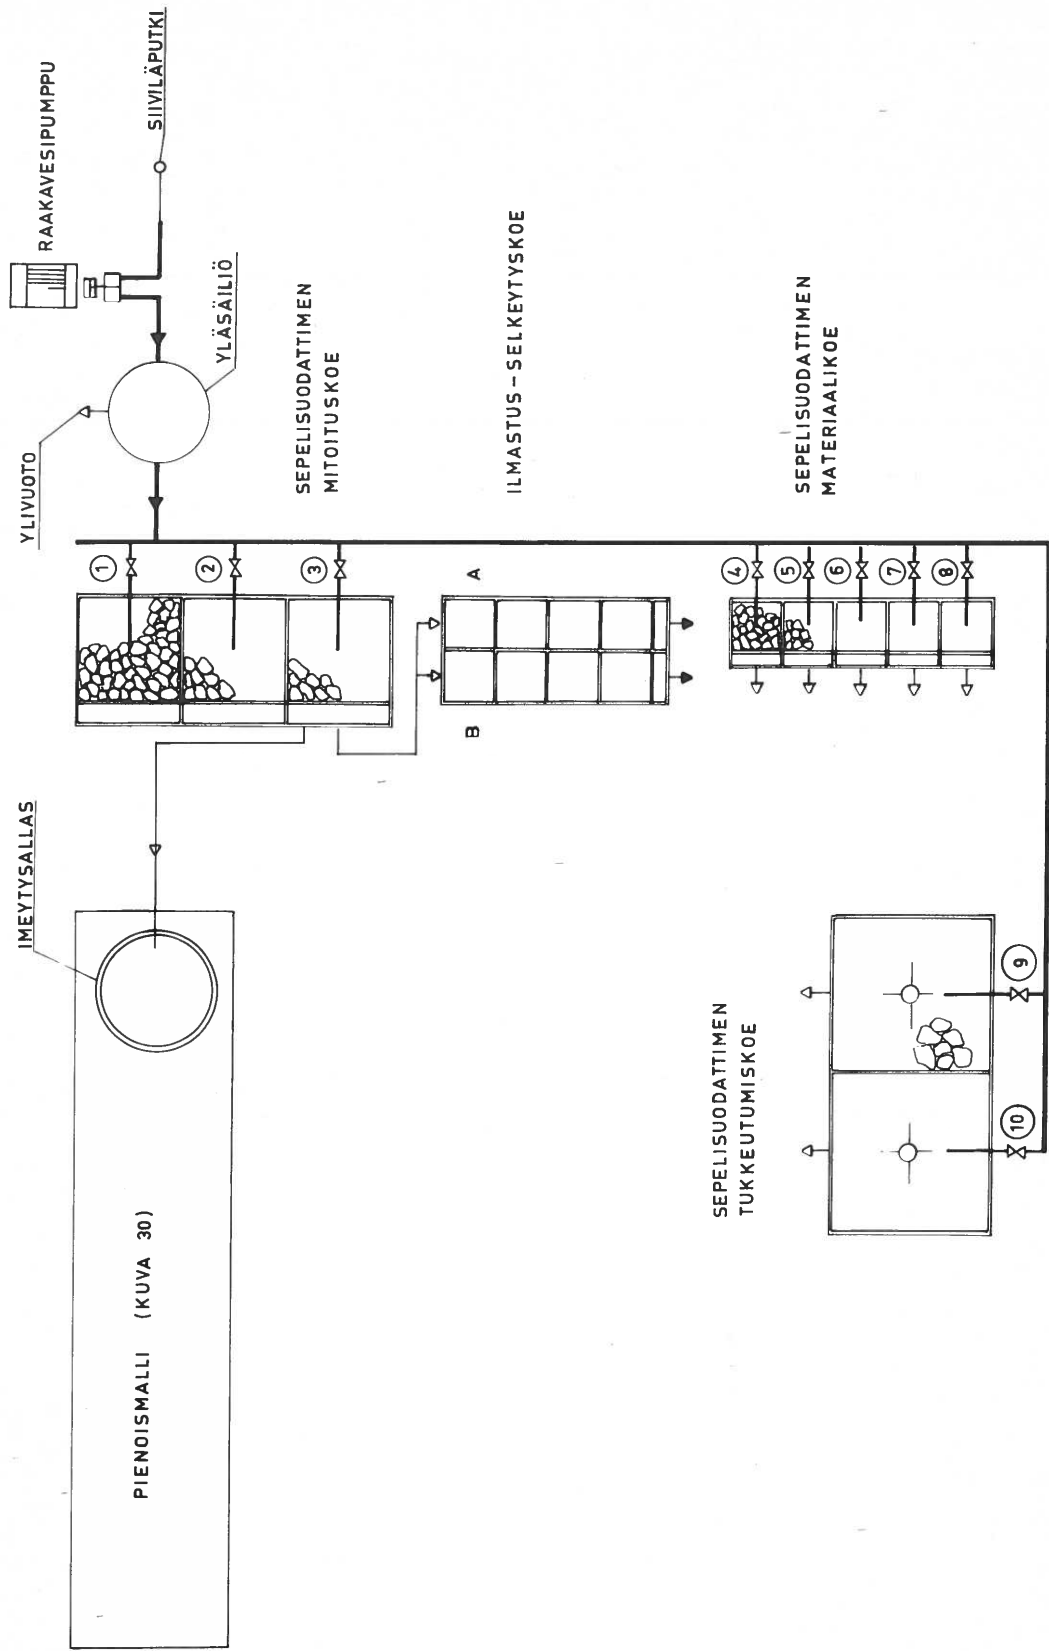 RAAKAVESIPUMPPU
SIIVILÄPUTKI
YLIVUOTO
YLÄSÄILIÖ
SEPELISUODATTIMEN
MITOITUSKOE
ILMASTUS – SELKEYTYSKOE
SEPELISUODATTIMEN
MATERIAALIKOE
1
2
3
A
B
4
5
6
7
8
IMEYTYSALLAS
PIENOISMALLI (KUVA 30)
SEPELISUODATTIMEN
TUKKEUTUMISKOE
9
10